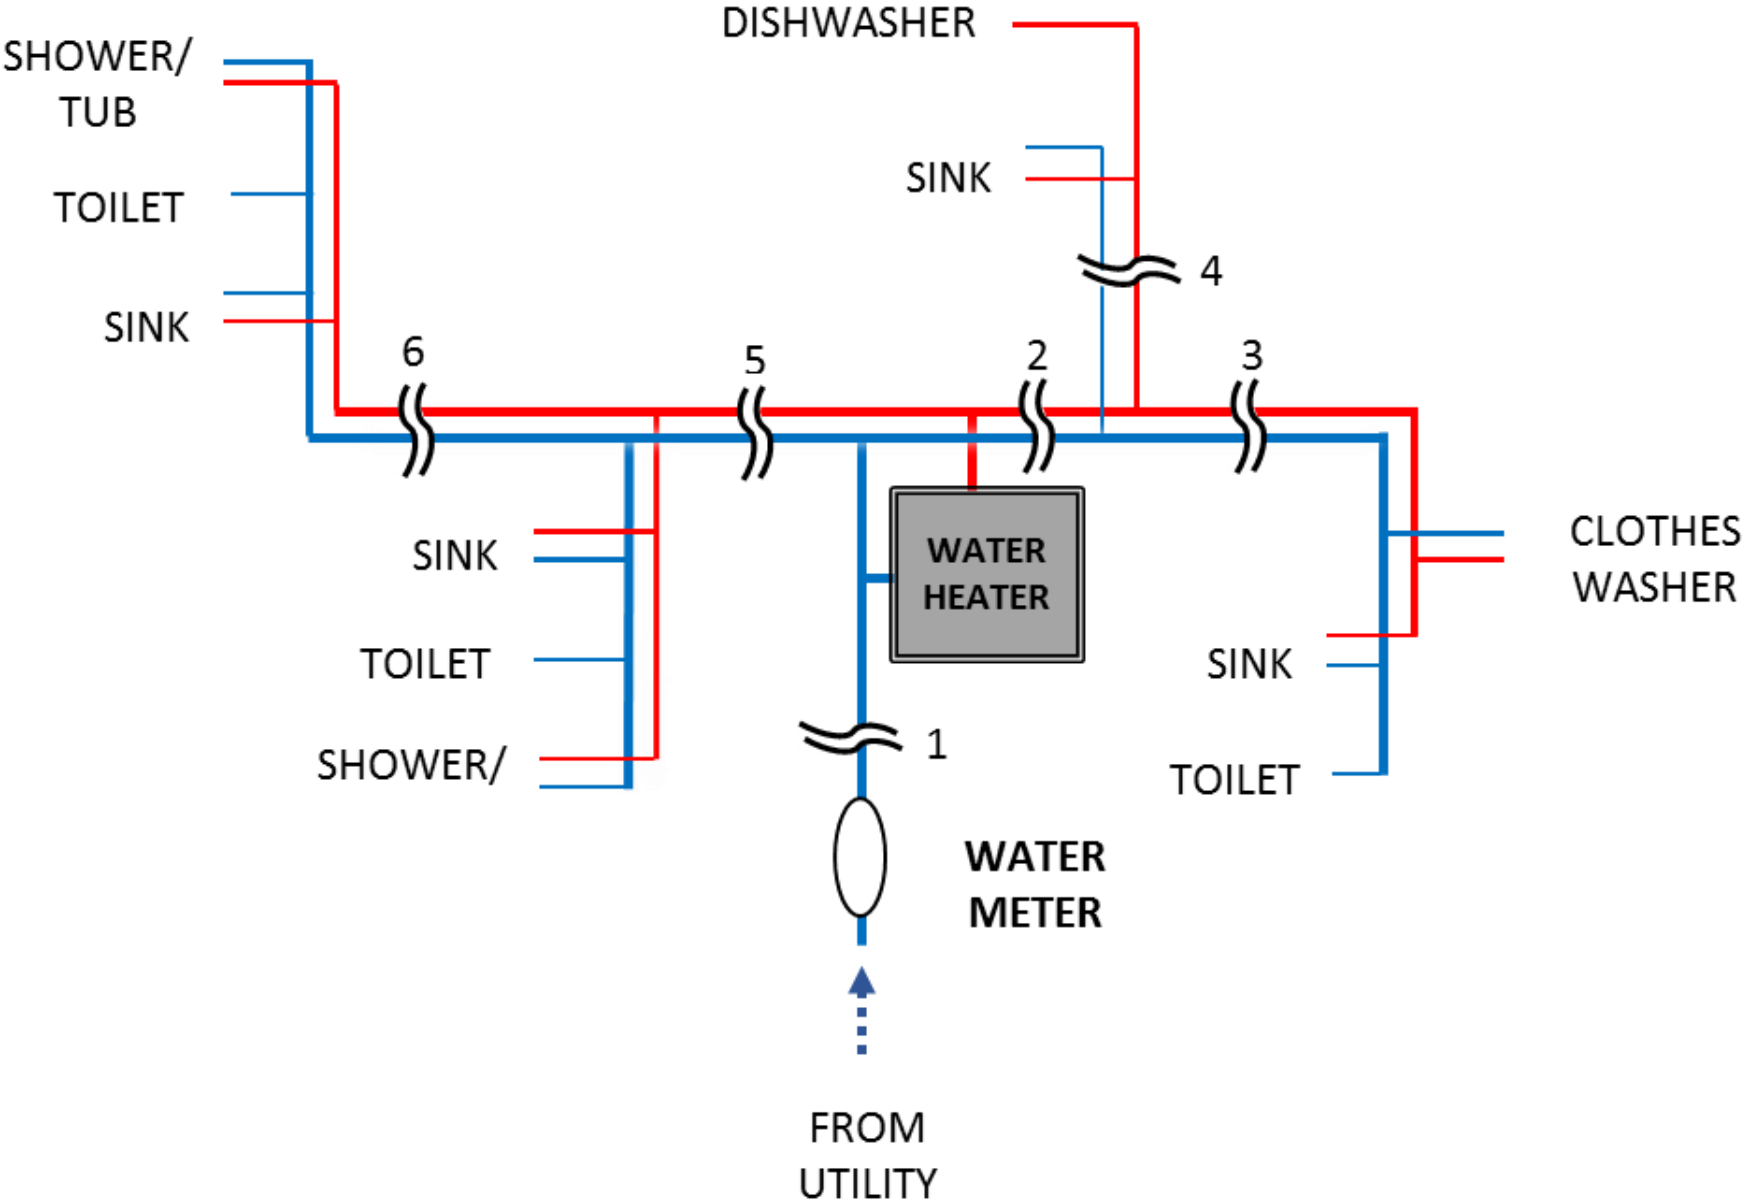 DISHWASHER
SHOWER/
TUB
SINK
TOILET
4
SINK
6
5
2
3
SINK
WATER
HEATER
CLOTHES
WASHER
TOILET
SINK
SHOWER/
1
TOILET
WATER
METER
FROM
UTILITY